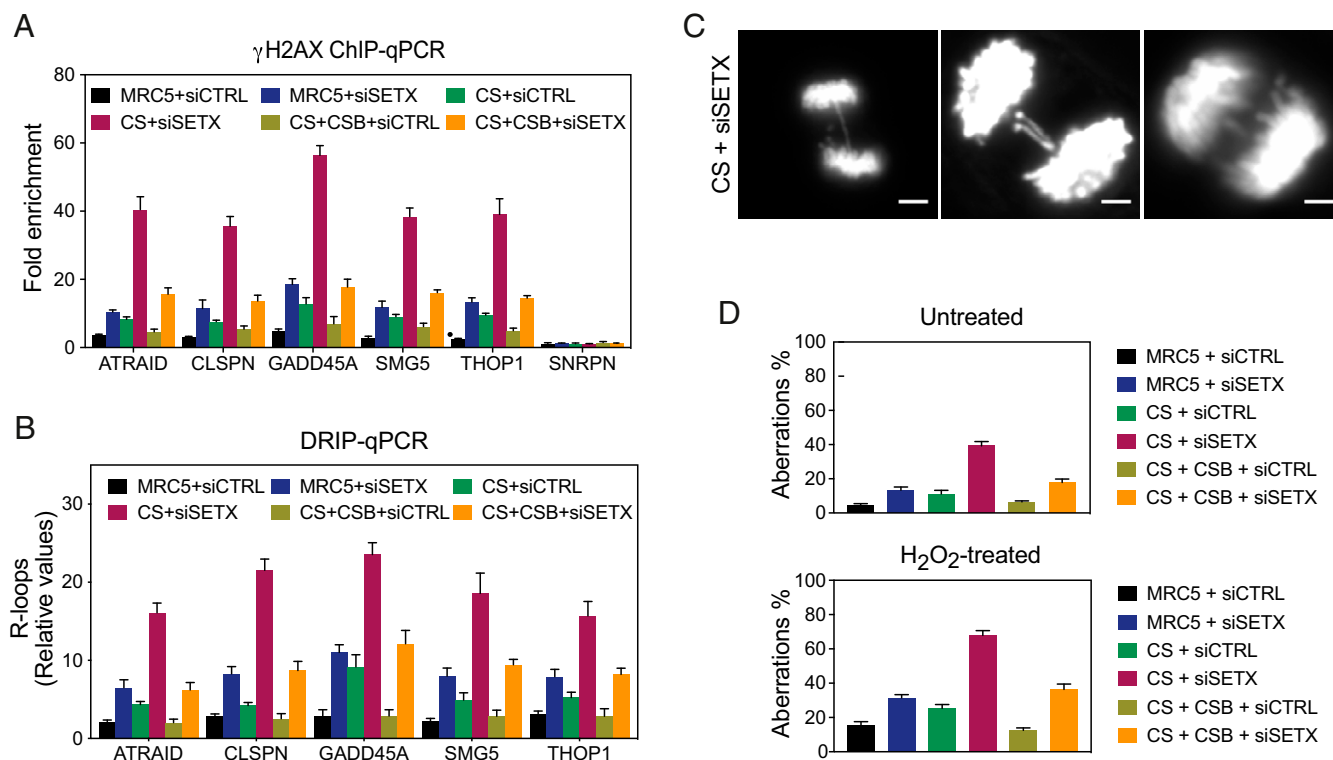 A
γH2AX ChIP-qPCR
Fold enrichment
80
60
40
20
0
MRC5+siCTRL MRC5+siSETX CS+siCTRL
CS+siSETX CS+CSB+siCTRL CS+CSB+siSETX
ATRAID CLSPN GADD45A SMG5 THOP1 SNRPN
B
DRIP-qPCR
R-loops
(Relative values)
30
20
10
0
MRC5+siCTRL MRC5+siSETX CS+siCTRL
CS+siSETX CS+CSB+siCTRL CS+CSB+siSETX
ATRAID CLSPN GADD45A SMG5 THOP1
C
CS + siSETX
D
Untreated
Aberrations %
100
80
60
40
20
0
MRC5 + siCTRL
MRC5 + siSETX
CS + siCTRL
CS + siSETX
CS + CSB + siCTRL
CS + CSB + siSETX
H₂O₂-treated
Aberrations %
100
80
60
40
20
0
MRC5 + siCTRL
MRC5 + siSETX
CS + siCTRL
CS + siSETX
CS + CSB + siCTRL
CS + CSB + siSETX